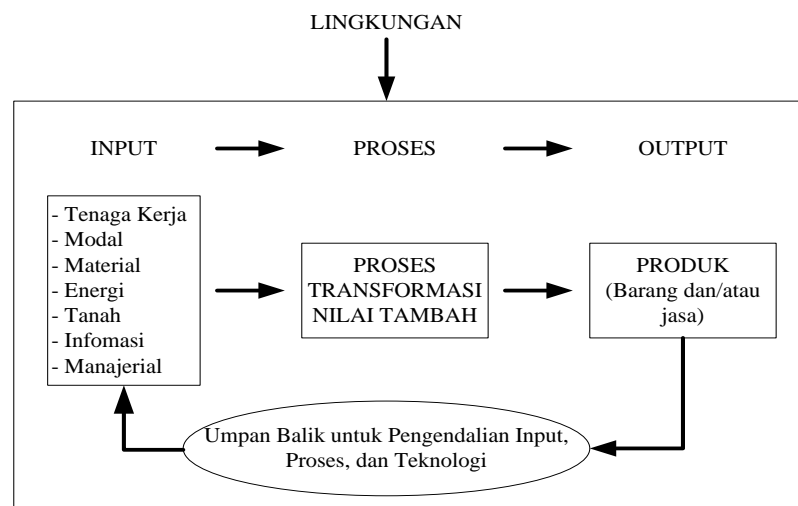 LINGKUNGAN
INPUT
PROSES
OUTPUT
- Tenaga Kerja
- Modal
- Material
- Energi
- Tanah
- Infomasi
- Manajerial
PROSES
TRANSFORMASI
NILAI TAMBAH
PRODUK
(Barang dan/atau
jasa)
Umpan Balik untuk Pengendalian Input,
Proses, dan Teknologi